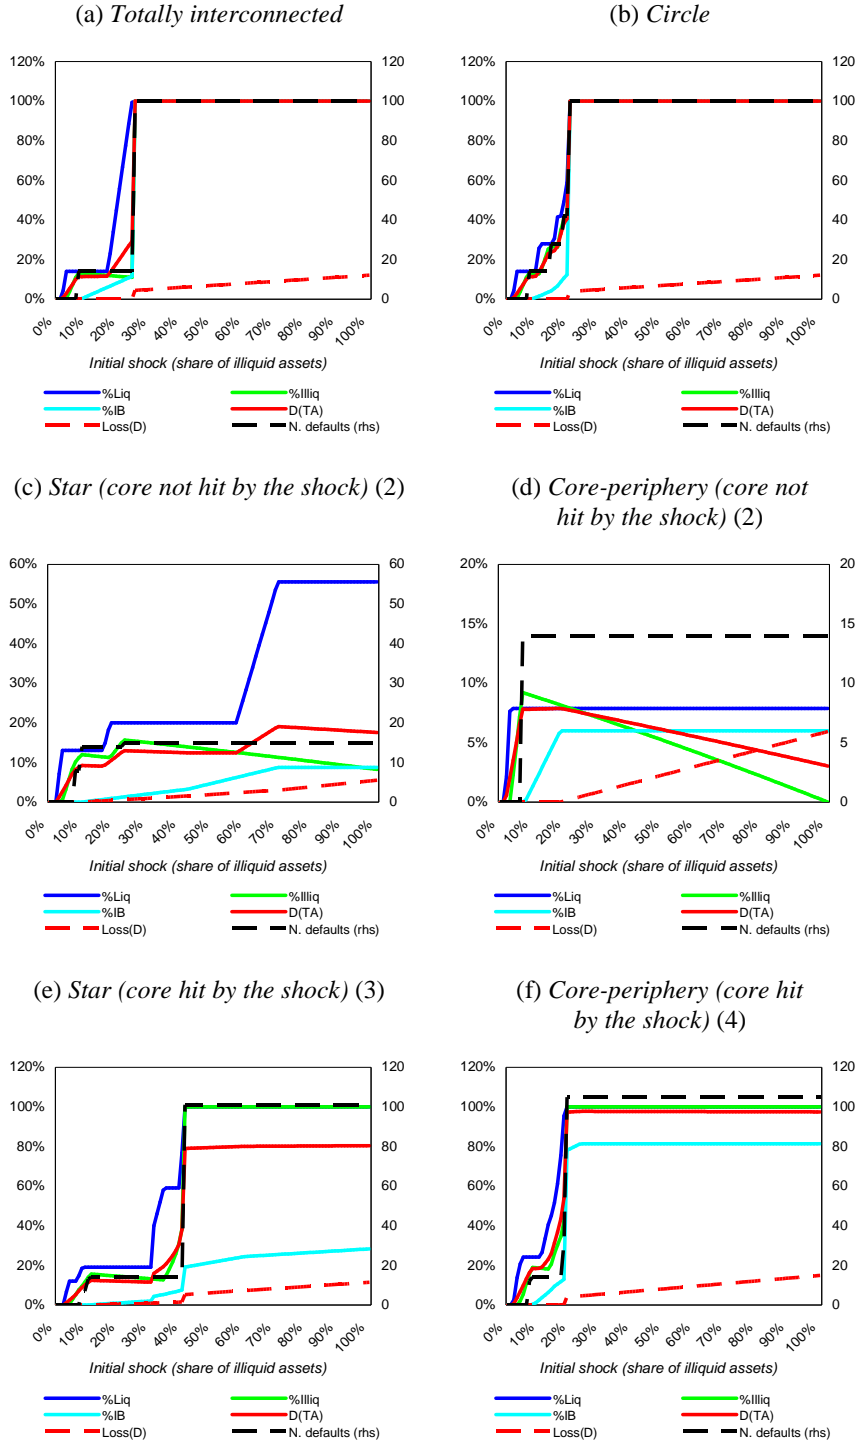 (a) Totally interconnected
(b) Circle
120%
100%
80%
60%
40%
20%
0%
120
100
80
60
40
20
0
0%
10%
20%
30%
40%
50%
60%
70%
80%
90%
100%
Initial shock (share of illiquid assets)
%Liq
%Illiq
%IB
D(TA)
Loss(D)
N. defaults (rhs)
120%
100%
80%
60%
40%
20%
0%
120
100
80
60
40
20
0
0%
10%
20%
30%
40%
50%
60%
70%
80%
90%
100%
Initial shock (share of illiquid assets)
%Liq
%Illiq
%IB
D(TA)
Loss(D)
N. defaults (rhs)
(c) Star (core not hit by the shock) (2)
(d) Core-periphery (core not
hit by the shock) (2)
60%
50%
40%
30%
20%
10%
0%
60
50
40
30
20
10
0
0%
10%
20%
30%
40%
50%
60%
70%
80%
90%
100%
Initial shock (share of illiquid assets)
%Liq
%Illiq
%IB
D(TA)
Loss(D)
N. defaults (rhs)
20%
15%
10%
5%
0%
20
15
10
5
0
0%
10%
20%
30%
40%
50%
60%
70%
80%
90%
100%
Initial shock (share of illiquid assets)
%Liq
%Illiq
%IB
D(TA)
Loss(D)
N. defaults (rhs)
(e) Star (core hit by the shock) (3)
(f) Core-periphery (core hit
by the shock) (4)
120%
100%
80%
60%
40%
20%
0%
120
100
80
60
40
20
0
0%
10%
20%
30%
40%
50%
60%
70%
80%
90%
100%
Initial shock (share of illiquid assets)
%Liq
%Illiq
%IB
D(TA)
Loss(D)
N. defaults (rhs)
120%
100%
80%
60%
40%
20%
0%
120
100
80
60
40
20
0
0%
10%
20%
30%
40%
50%
60%
70%
80%
90%
100%
Initial shock (share of illiquid assets)
%Liq
%Illiq
%IB
D(TA)
Loss(D)
N. defaults (rhs)